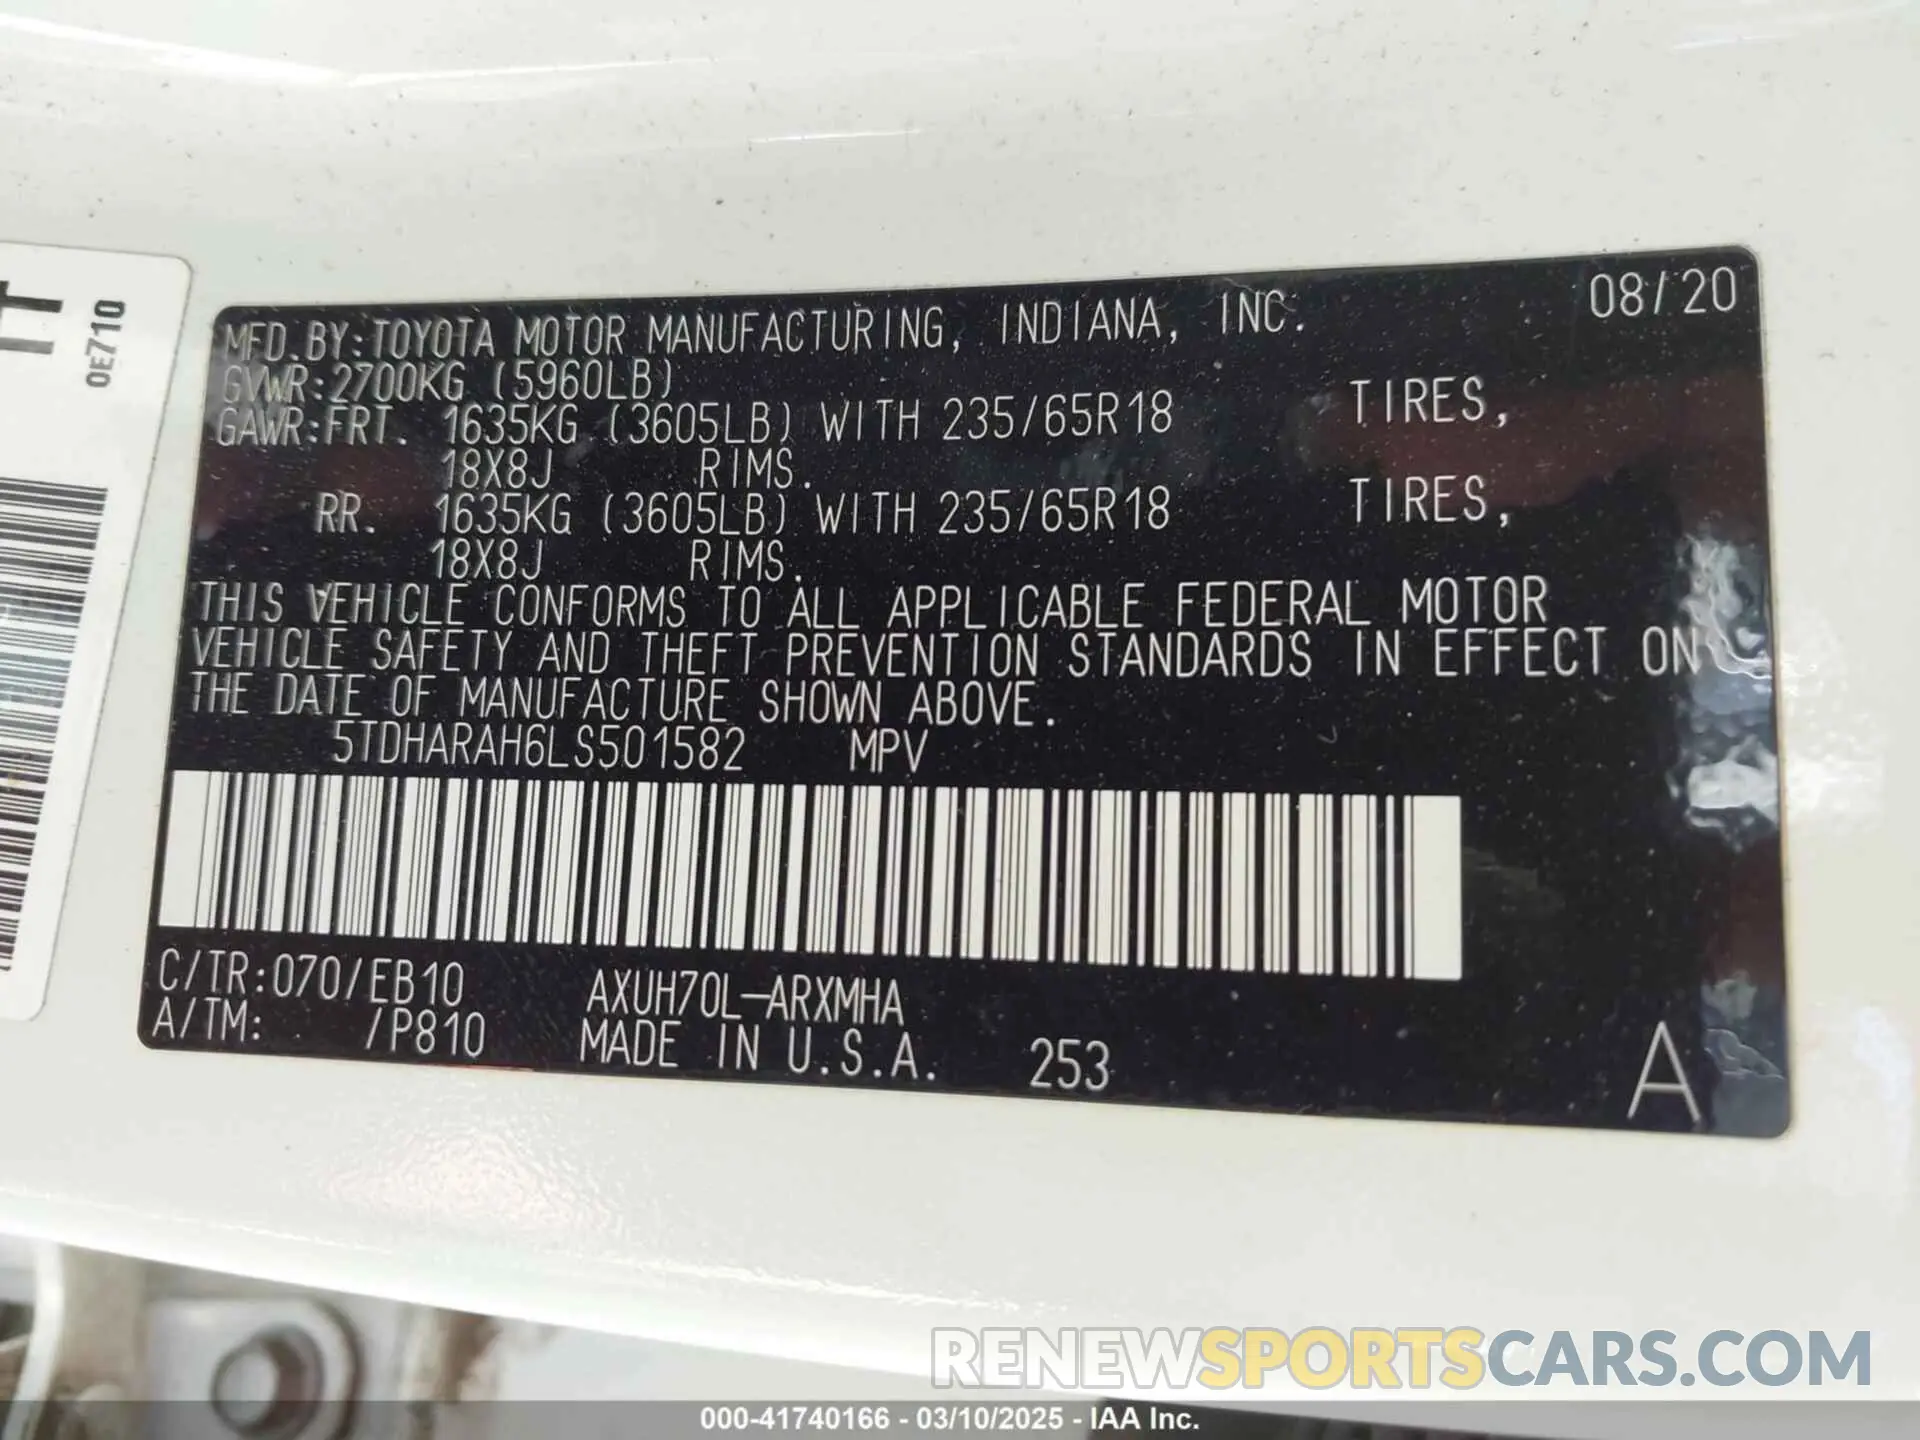 MFD.BY:TOYOTA MOTOR MANUFACTURING, INDIANA, INC. 08/20
GVWR:2700KG (5960LB)
GAWR:FRT. 1635KG (3605LB) WITH 235/65R18 TIRES,
18X8J RIMS.
RR. 1635KG (3605LB) WITH 235/65R18 TIRES,
18X8J RIMS.
THIS VEHICLE CONFORMS TO ALL APPLICABLE FEDERAL MOTOR
VEHICLE SAFETY AND THEFT PREVENTION STANDARDS IN EFFECT ON
THE DATE OF MANUFACTURE SHOWN ABOVE.
5TDHARAH6LS501582 MPV
C/TR:070/EB10 AXUH70L-ARXMHA
A/TM: /P810 MADE IN U.S.A. 253 A
0E710
RENEWSPORTSCARS.COM
000-41740166 - 03/10/2025 - IAA Inc.